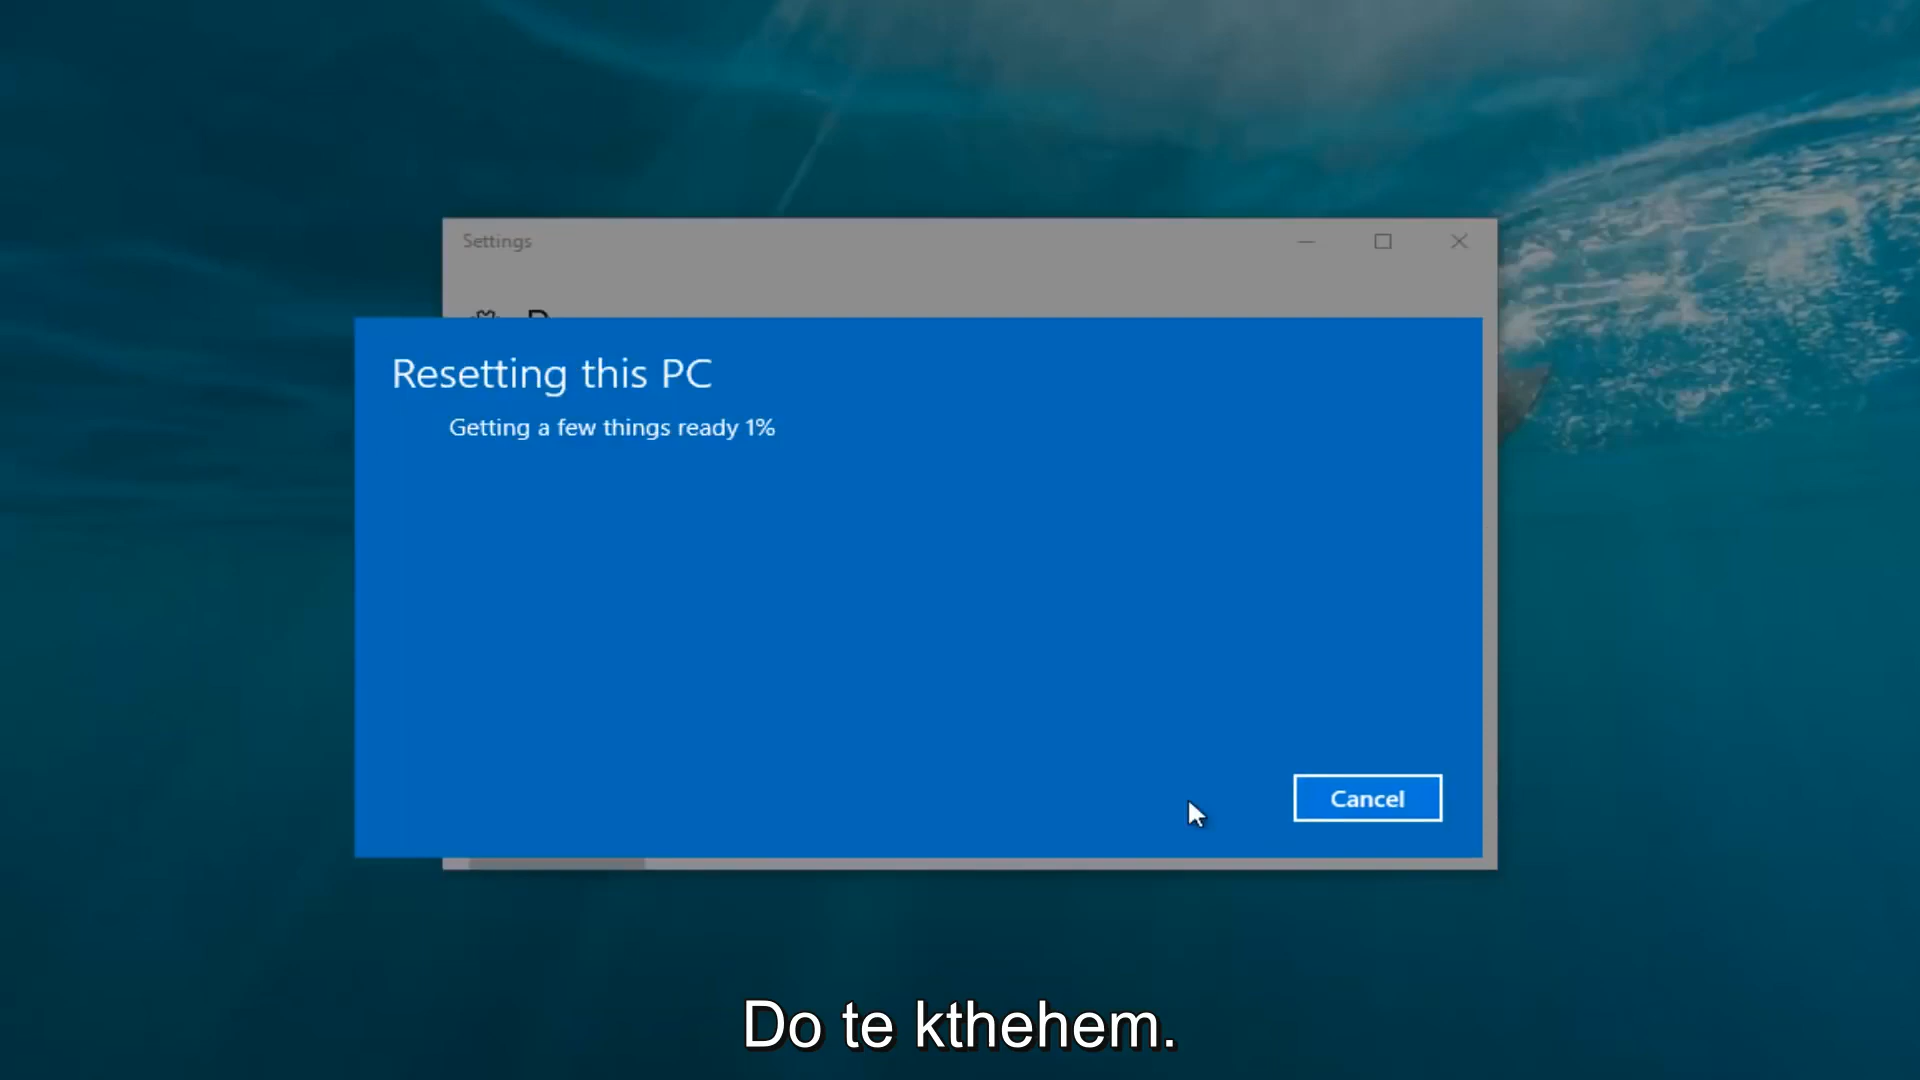 Settings
Resetting this PC
Getting a few things ready 1%
Cancel
Do te kthehem.